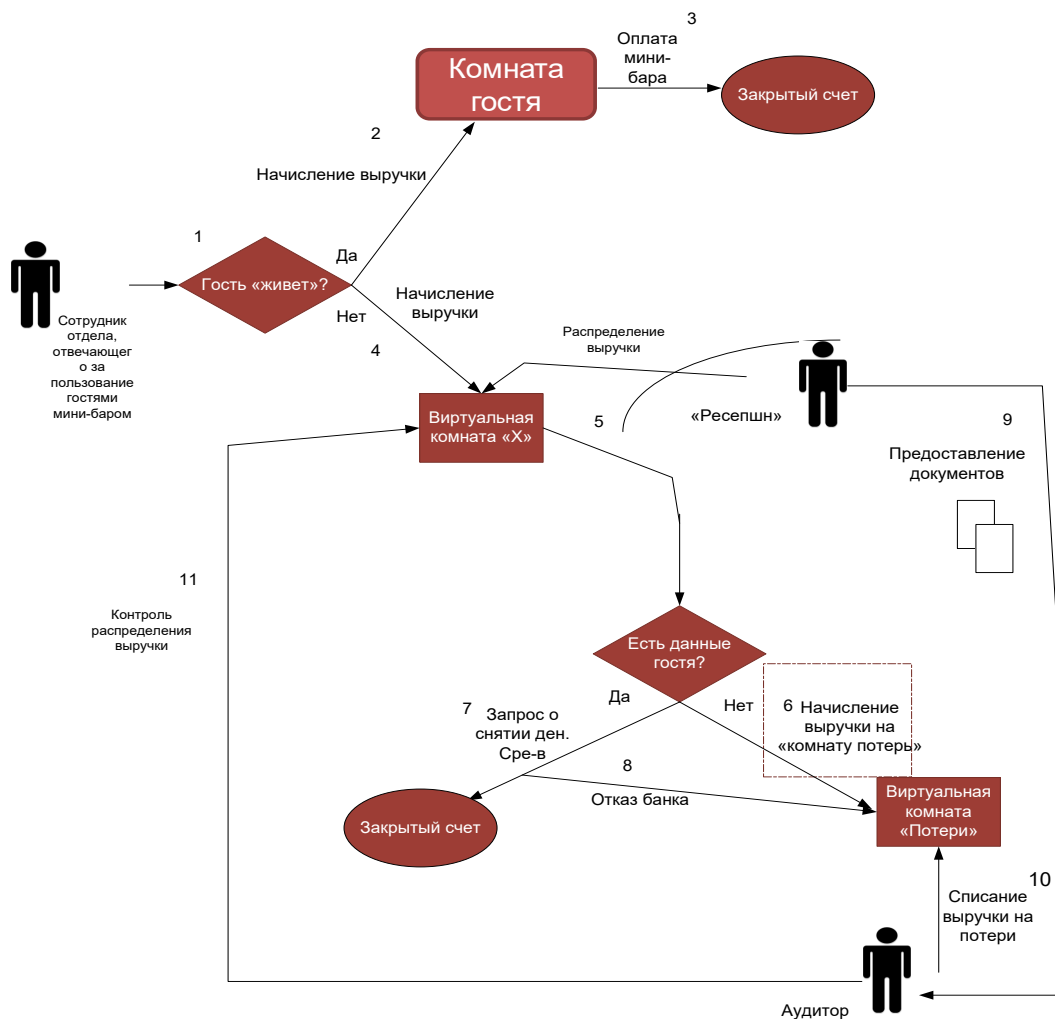 3
Оплата
мини-
бара
Комната
гостя
Закрытый счет
2
Начисление выручки
1
Да
Гость «живет»?
Нет
Начисление
выручки
4
Сотрудник
отдела,
отвечающег
о за
пользование
гостями
мини-баром
Распределение
выручки
«Ресепшн»
Виртуальная
комната «Х»
5
9
Предоставление
документов
11
Контроль
распределения
выручки
Есть данные
гостя?
Да
Нет
6 Начисление
выручки на
«комнату потерь»
7
Запрос о
снятии ден.
Сре-в
8
Отказ банка
Закрытый счет
Виртуальная
комната
«Потери»
10
Списание
выручки на
потери
Аудитор